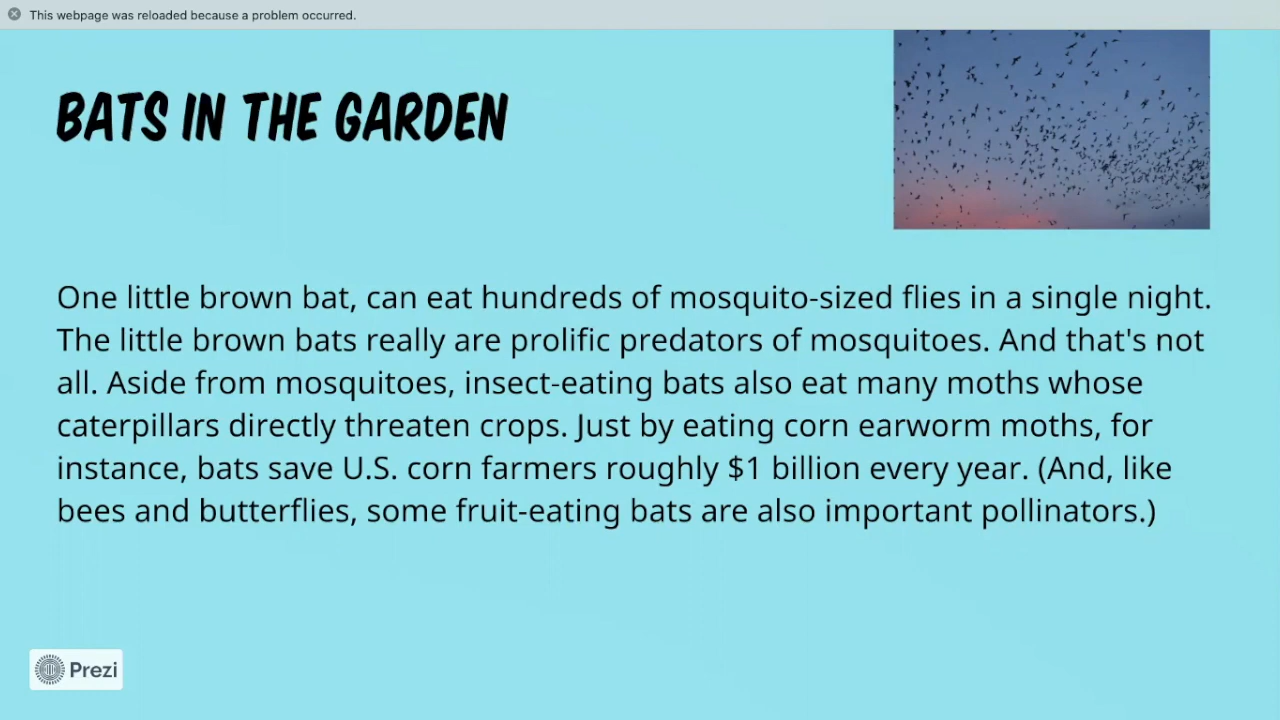 This webpage was reloaded because a problem occurred.
BATS IN THE GARDEN
One little brown bat, can eat hundreds of mosquito-sized flies in a single night.
The little brown bats really are prolific predators of mosquitoes. And that's not
all. Aside from mosquitoes, insect-eating bats also eat many moths whose
caterpillars directly threaten crops. Just by eating corn earworm moths, for
instance, bats save U.S. corn farmers roughly $1 billion every year. (And, like
bees and butterflies, some fruit-eating bats are also important pollinators.)
Prezi